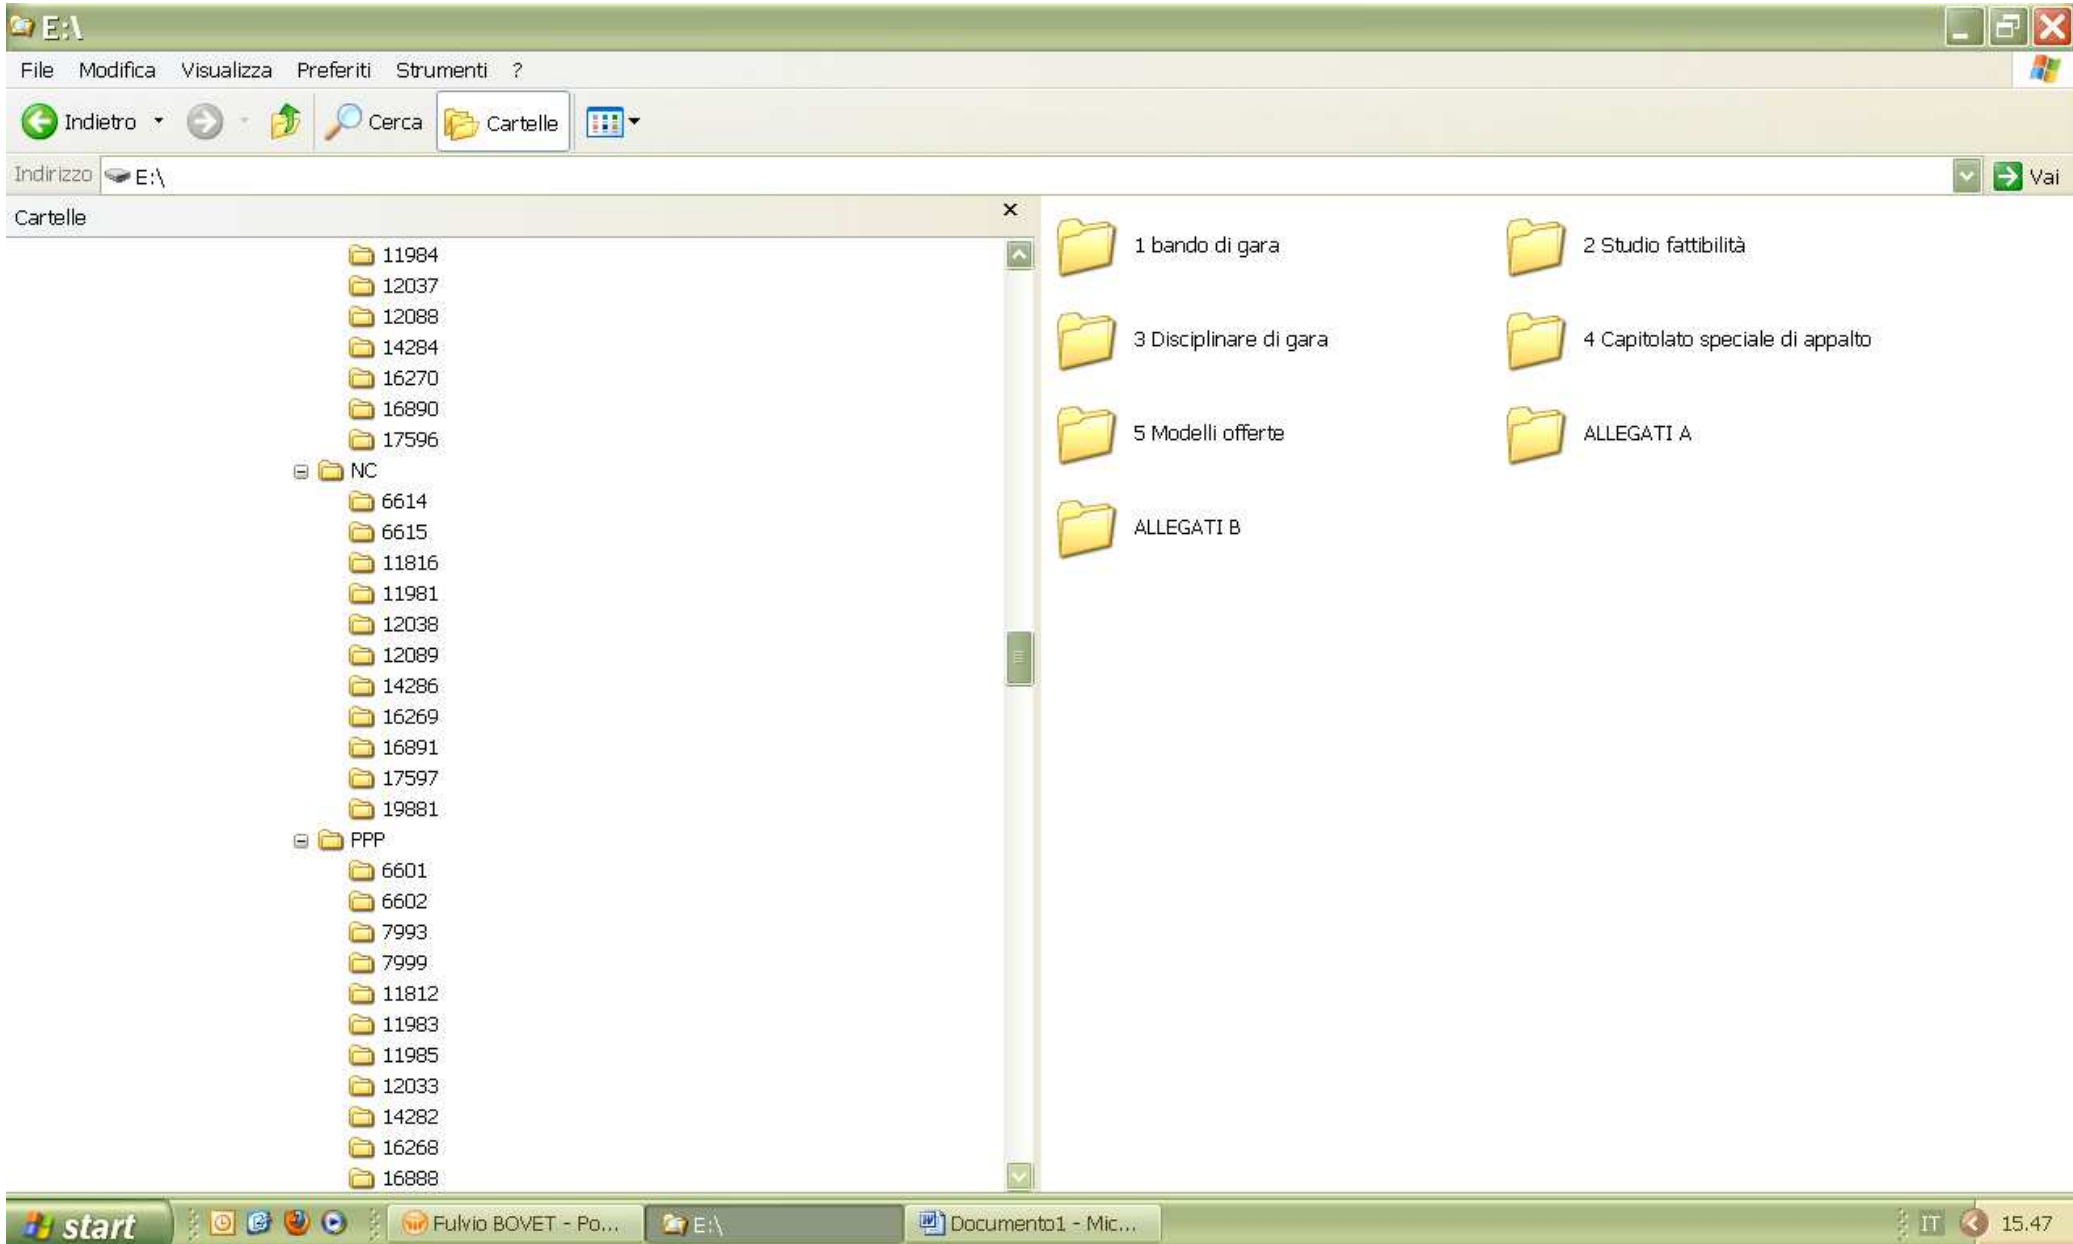 E:\
File Modifica Visualizza Preferiti Strumenti ?
Indietro Cerca Cartelle
Indirizzo E:\ Vai
Cartelle
11984
12037
12088
14284
16270
16890
17596
NC
6614
6615
11816
11981
12038
12089
14286
16269
16891
17597
19881
PPP
6601
6602
7993
7999
11812
11983
11985
12033
14282
16268
16888
1 bando di gara
2 Studio fattibilità
3 Disciplinare di gara
4 Capitolato speciale di appalto
5 Modelli offerte
ALLEGATI A
ALLEGATI B
start Fulvio BOVET - Po... E:\ Documento1 - Mic... IT 15.47